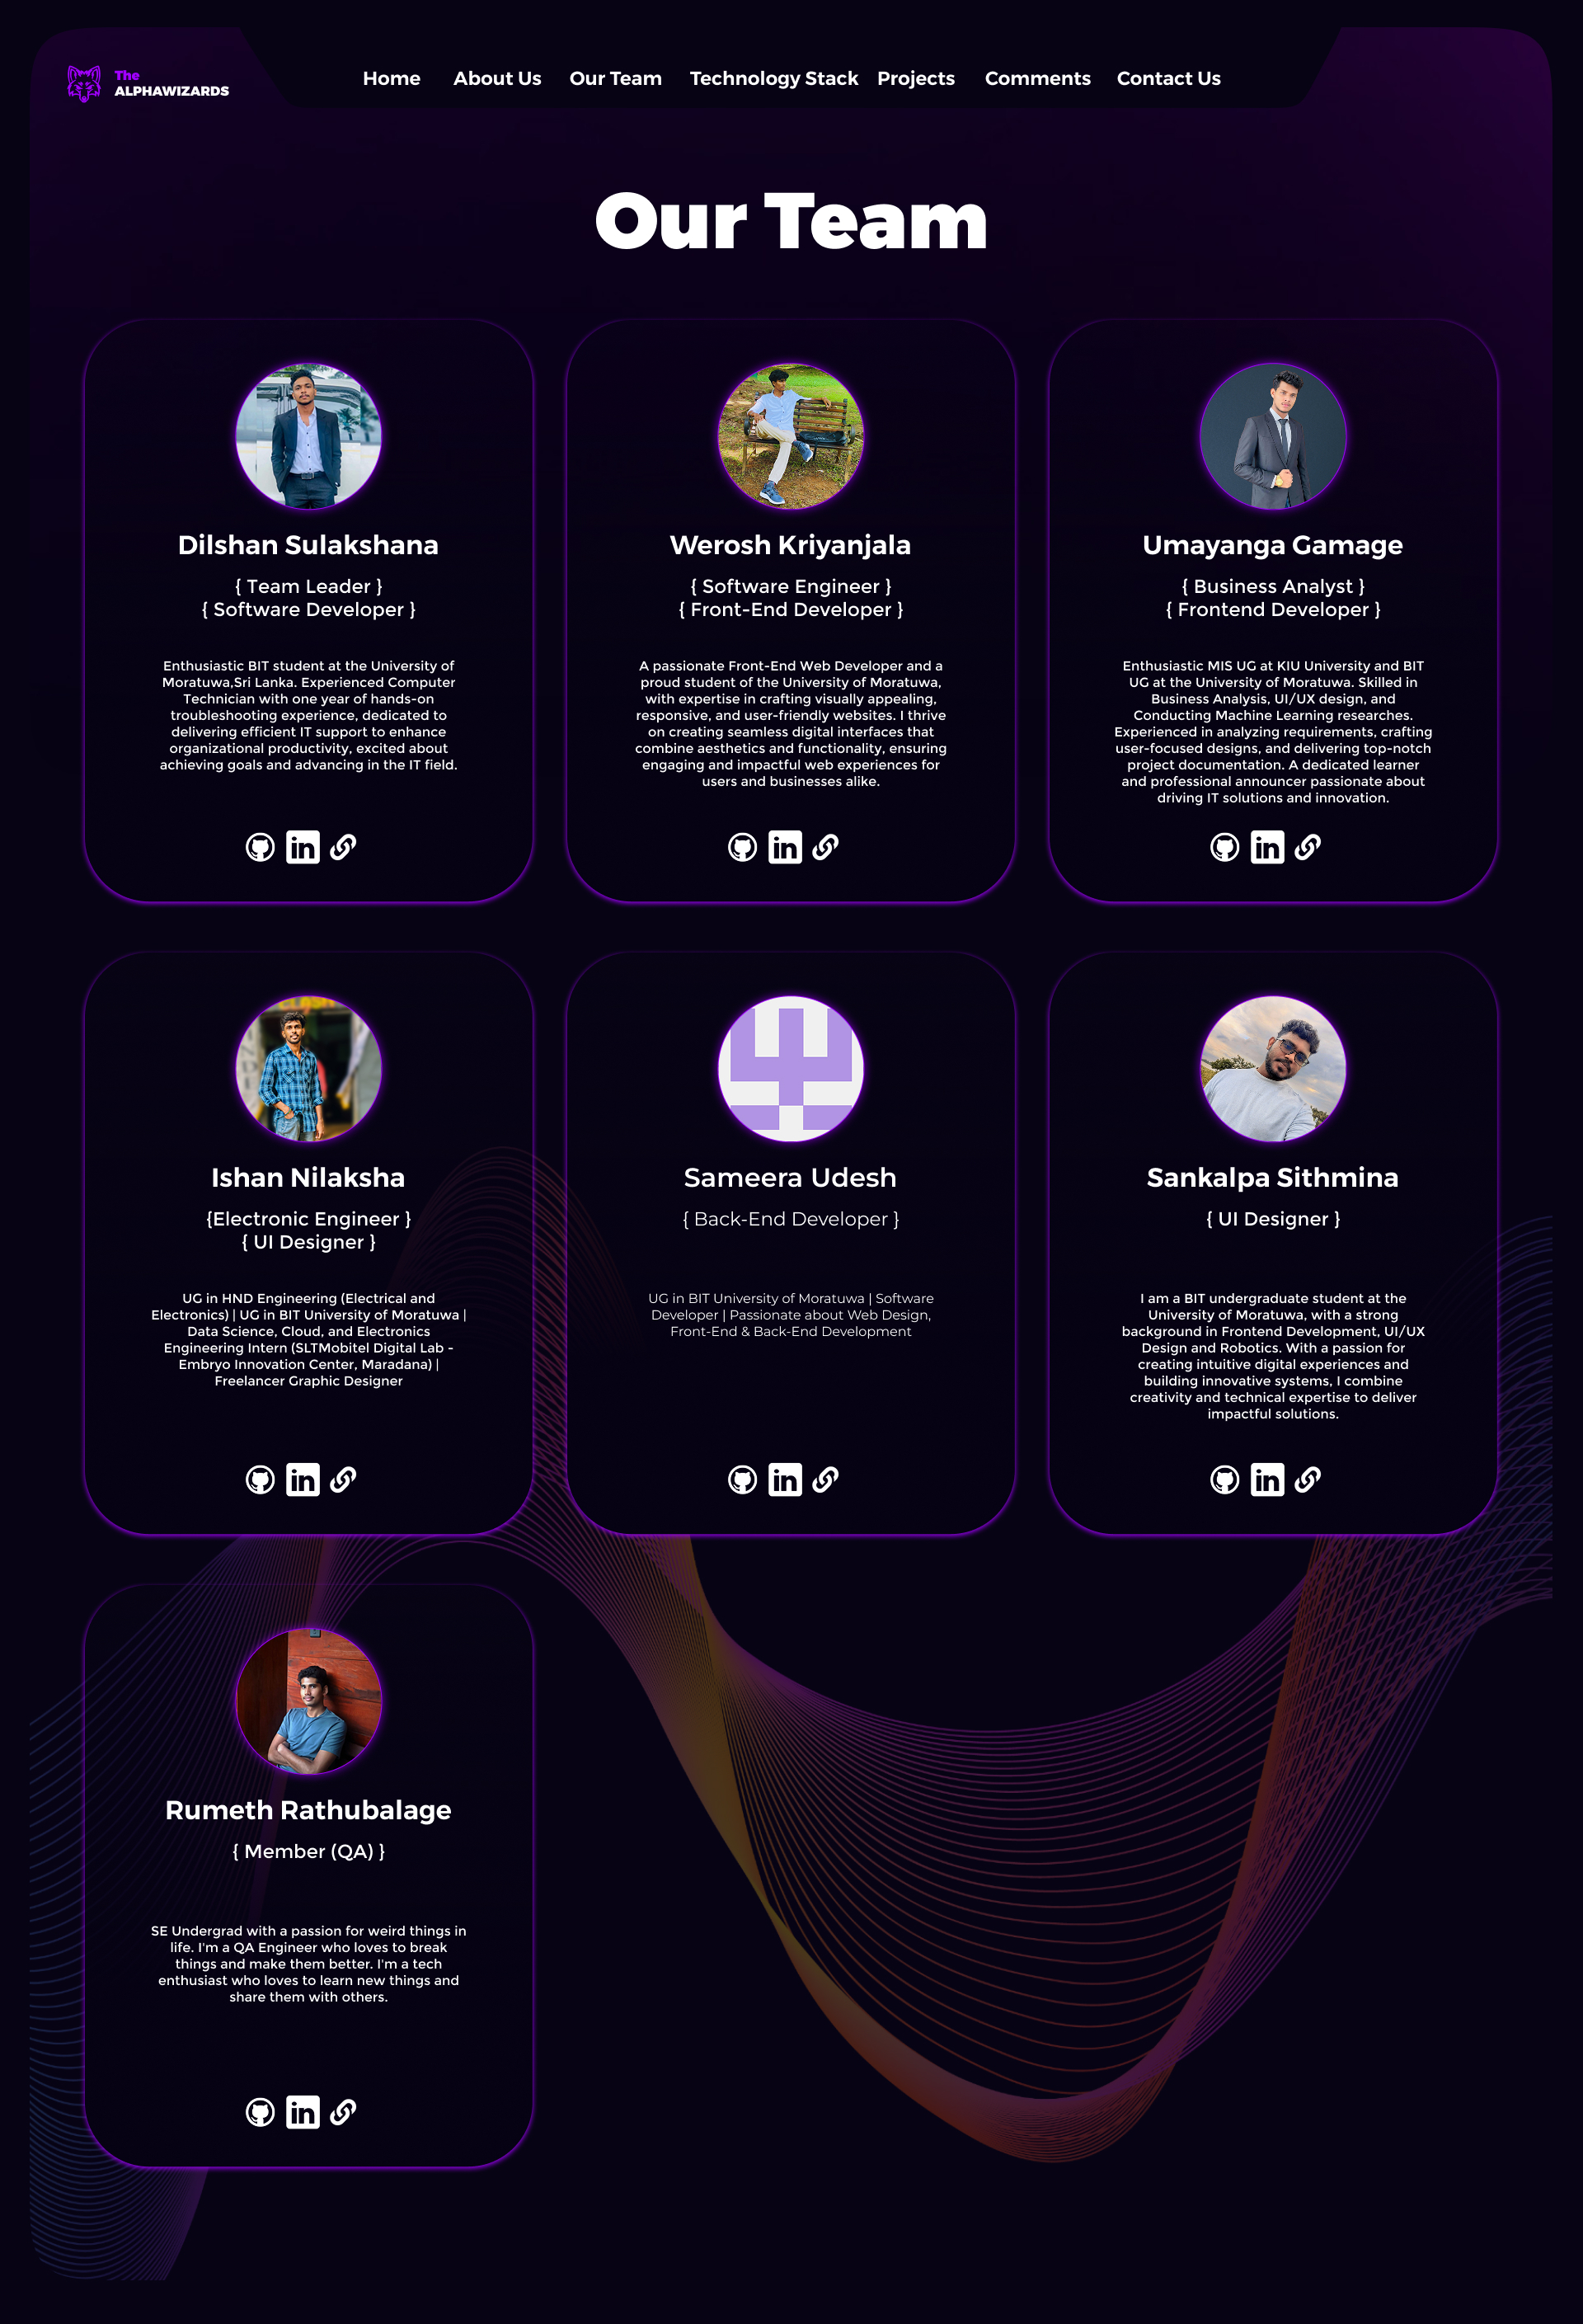 The
ALPHAWIZARDS
Home
About Us
Our Team
Technology Stack
Projects
Comments
Contact Us
Our Team
Dilshan Sulakshana
{ Team Leader }
{ Software Developer }
Enthusiastic BIT student at the University of
Moratuwa,Sri Lanka. Experienced Computer
Technician with one year of hands-on
troubleshooting experience, dedicated to
delivering efficient IT support to enhance
organizational productivity, excited about
achieving goals and advancing in the IT field.
in
Werosh Kriyanjala
{ Software Engineer }
{ Front-End Developer }
A passionate Front-End Web Developer and a
proud student of the University of Moratuwa,
with expertise in crafting visually appealing,
responsive, and user-friendly websites. I thrive
on creating seamless digital interfaces that
combine aesthetics and functionality, ensuring
engaging and impactful web experiences for
users and businesses alike.
in
Umayanga Gamage
{ Business Analyst }
{ Frontend Developer }
Enthusiastic MIS UG at KIU University and BIT
UG at the University of Moratuwa. Skilled in
Business Analysis, UI/UX design, and
Conducting Machine Learning researches.
Experienced in analyzing requirements, crafting
user-focused designs, and delivering top-notch
project documentation. A dedicated learner
and professional announcer passionate about
driving IT solutions and innovation.
in
Ishan Nilaksha
{Electronic Engineer }
{ UI Designer }
UG in HND Engineering (Electrical and
Electronics) | UG in BIT University of Moratuwa |
Data Science, Cloud, and Electronics
Engineering Intern (SLTMobitel Digital Lab -
Embryo Innovation Center, Maradana) |
Freelancer Graphic Designer
in
Sameera Udesh
{ Back-End Developer }
UG in BIT University of Moratuwa | Software
Developer | Passionate about Web Design,
Front-End & Back-End Development
in
Sankalpa Sithmina
{ UI Designer }
I am a BIT undergraduate student at the
University of Moratuwa, with a strong
background in Frontend Development, UI/UX
Design and Robotics. With a passion for
creating intuitive digital experiences and
building innovative systems, I combine
creativity and technical expertise to deliver
impactful solutions.
in
Rumeth Rathubalage
{ Member (QA) }
SE Undergrad with a passion for weird things in
life. I'm a QA Engineer who loves to break
things and make them better. I'm a tech
enthusiast who loves to learn new things and
share them with others.
in